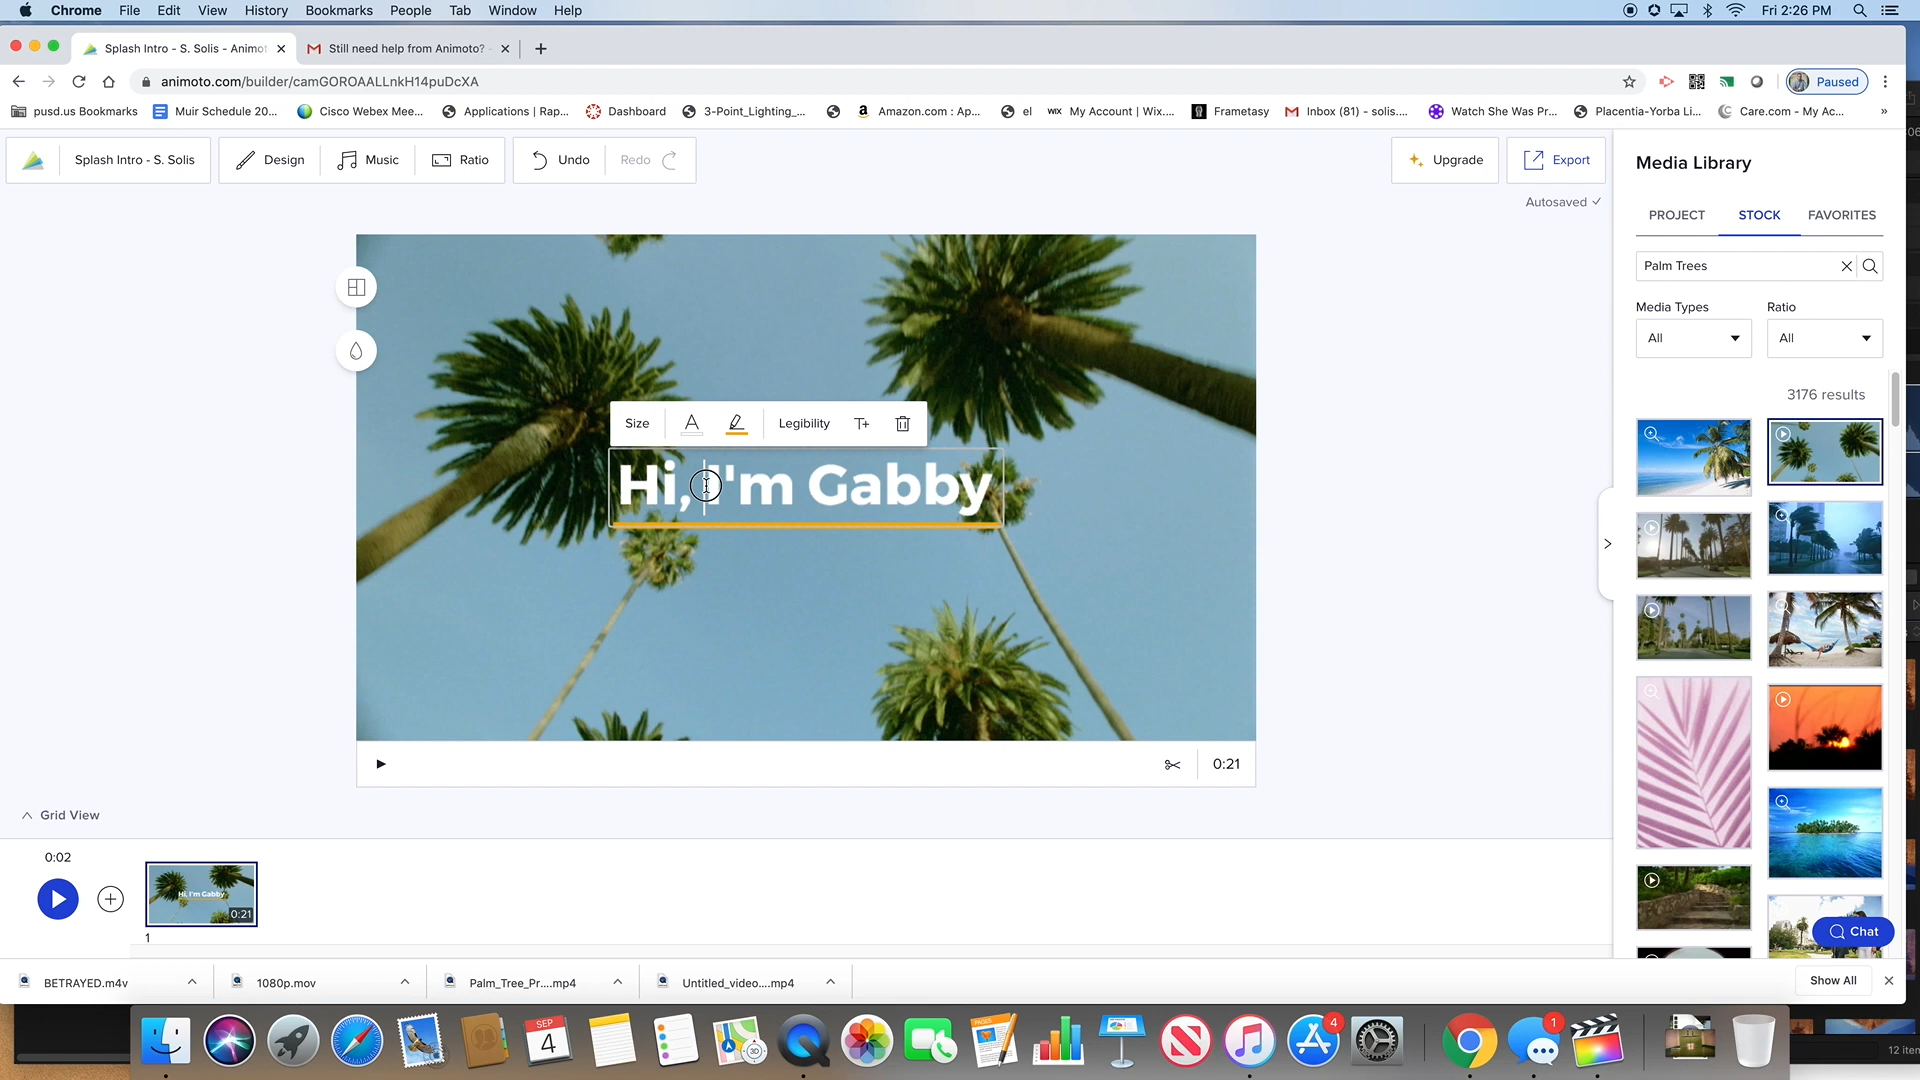 Chrome File Edit View History Bookmarks People Tab Window Help Fri 2:26 PM
Splash Intro - S. Solis - Animot Still need help from Animoto? -
animoto.com/builder/camGOROAALLnkH14puDcXA Paused
pusd.us Bookmarks Muir Schedule 20... Cisco Webex Mee... Applications | Rap... Dashboard 3-Point_Lighting_... Amazon.com : Ap... el WIX My Account | Wix.... Frametasy Inbox (81) - solis.... Watch She Was Pr... Placentia-Yorba Li... Care.com - My Ac... »
Splash Intro - S. Solis Design Music Ratio Undo Redo Upgrade Export
Autosaved
Media Library
PROJECT STOCK FAVORITES
Palm Trees
Media Types Ratio
All All
3176 results
Size A Legibility T+
Hi, I'm Gabby
0:21
Grid View
0:02
Hi, I'm Gabby
0:21
1
Chat
BETRAYED.m4v 1080p.mov Palm_Tree_Pr....mp4 Untitled_video....mp4 Show All
SEP
4
PAGES
4
1
12 iten